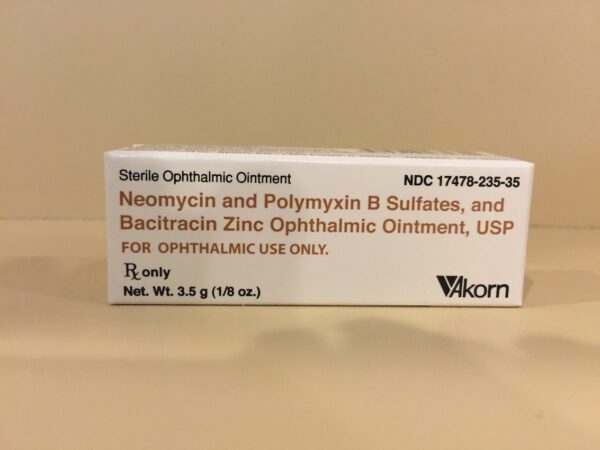 Sterile Ophthalmic Ointment
NDC 17478-235-35
Neomycin and Polymyxin B Sulfates, and
Bacitracin Zinc Ophthalmic Ointment, USP
FOR OPHTHALMIC USE ONLY.
℞ only
Net. Wt. 3.5 g (1/8 oz.)
Akorn